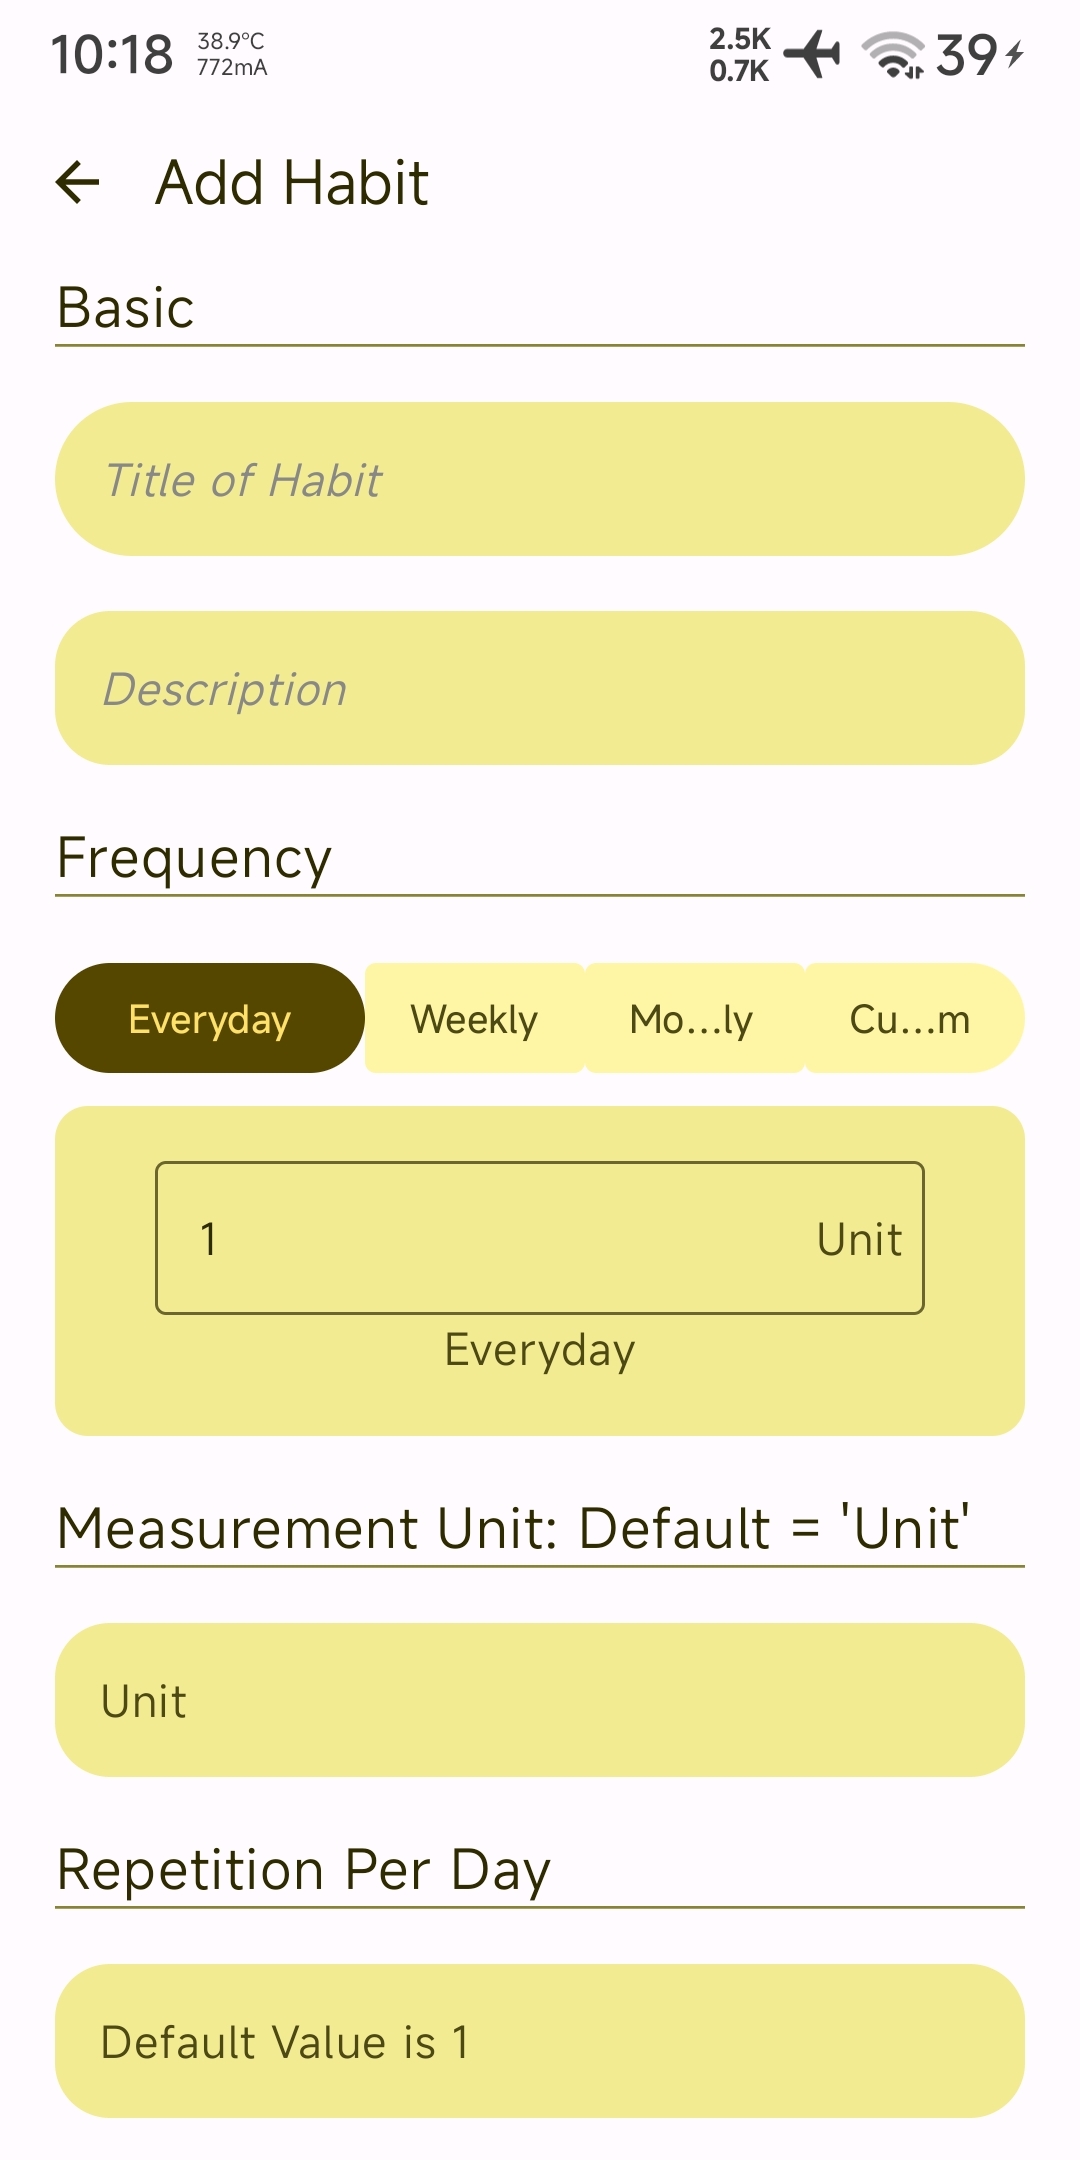 10:18 38.9°C 2.5K 39
772mA 0.7K
Add Habit
Basic
Title of Habit
Description
Frequency
Everyday Weekly Mo...ly Cu...m
1 Unit
Everyday
Measurement Unit: Default = 'Unit'
Unit
Repetition Per Day
Default Value is 1